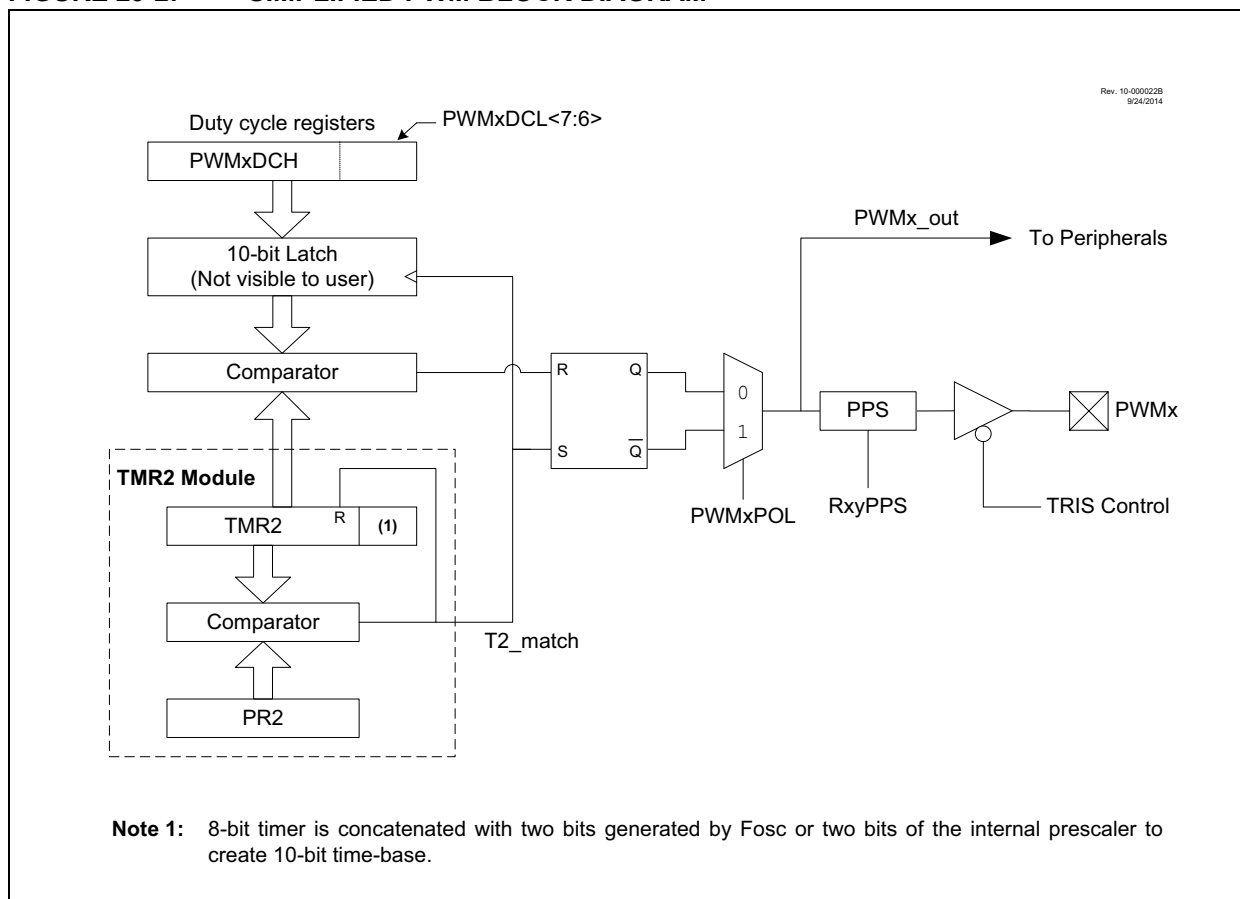 Rev. 10-000022B
9/24/2014
Duty cycle registers
PWMxDCL<7:6>
PWMxDCH
10-bit Latch
(Not visible to user)
Comparator
PWMx_out
To Peripherals
R
Q
S
Q̅
0
1
PPS
PWMx
PWMxPOL
RxyPPS
TRIS Control
TMR2 Module
R
TMR2
(1)
Comparator
T2_match
PR2
Note 1: 8-bit timer is concatenated with two bits generated by Fosc or two bits of the internal prescaler to
create 10-bit time-base.